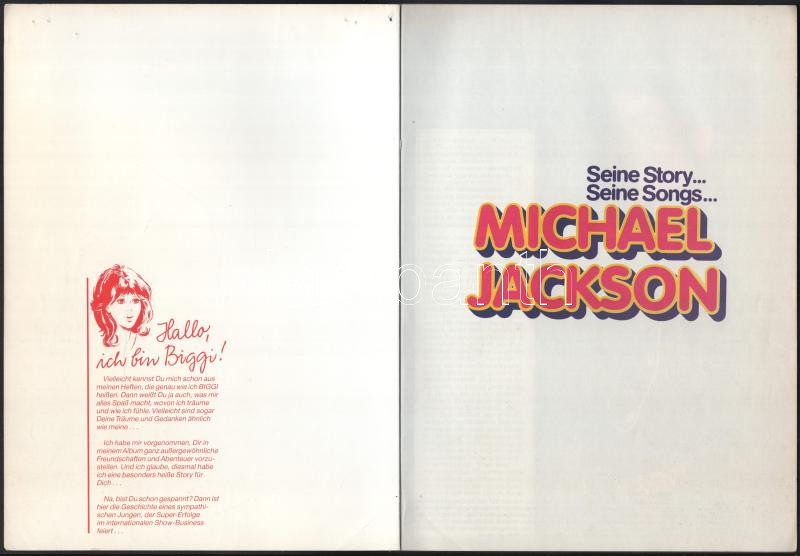 Hallo,
ich bin Biggi!
Vielleicht kennst Du mich schon aus
meinen Heften, die genau wie ich BIGGI
heißen. Dann weißt Du ja auch, was mir
alles Spaß macht, wovon ich träume
und wie ich fühle. Vielleicht sind sogar
Deine Träume und Gedanken ähnlich
wie meine . . .
Ich habe mir vorgenommen, Dir in
meinem Album ganz außergewöhnliche
Freundschaften und Abenteuer vorzu-
stellen. Und ich glaube, diesmal habe
ich eine besonders heiße Story für
Dich . . .
Na, bist Du schon gespannt? Dann ist
hier die Geschichte eines sympathi-
schen Jungen, der Super-Erfolge
im internationalen Show-Business
feiert . . .
Seine Story...
Seine Songs...
MICHAEL
JACKSON